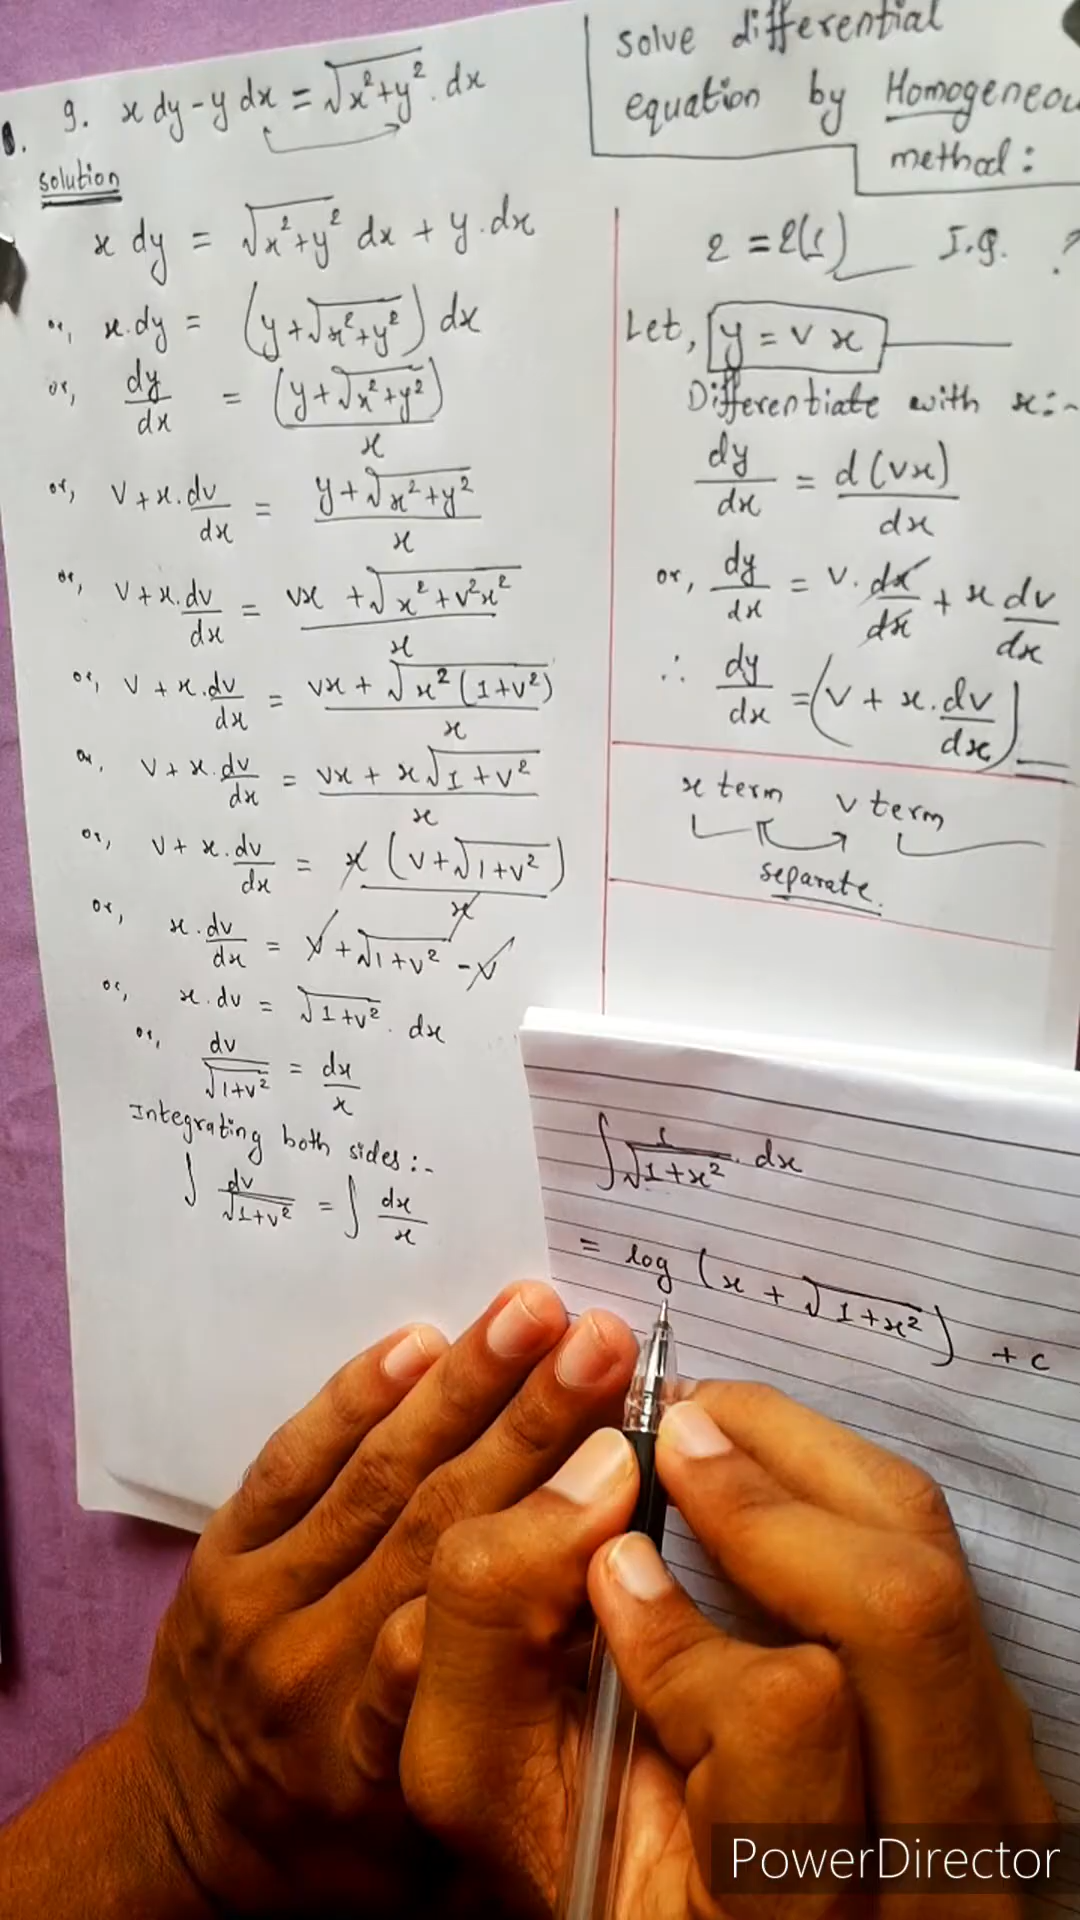 9. x dy - y dx = √x²+y² . dx
solution
x dy = √x²+y² dx + y.dx
or, x.dy = (y+√x²+y²) dx
or, dy/dx = (y+√x²+y²)/x
or, v+x.dv/dx = y+√x²+y²/x
or, v+x.dv/dx = vx +√x²+v²x²/x
or, v + x.dv/dx = vx + √x²(1+v²)/x
or, v+x.dv/dx = vx + x√1+v²/x
or, v+ x.dv/dx = x (v+√1+v²)/x
or, x.dv/dx = v+√1+v² -v
or, x.dv = √1+v² . dx
or, dv/√1+v² = dx/x
Integrating both sides:-
∫ dv/√1+v² = ∫ dx/x
solve differential
equation by Homogeneou
method:
2 = 2(1) I.g. ?
Let, y = v x
Differentiate with x:-
dy/dx = d(vx)/dx
or, dy/dx = v.dx/dx + x dv/dx
∴ dy/dx = (v + x.dv/dx)
x term v term
separate.
∫ 1/√1+x² . dx
= log (x + √1+x²) + c
PowerDirector